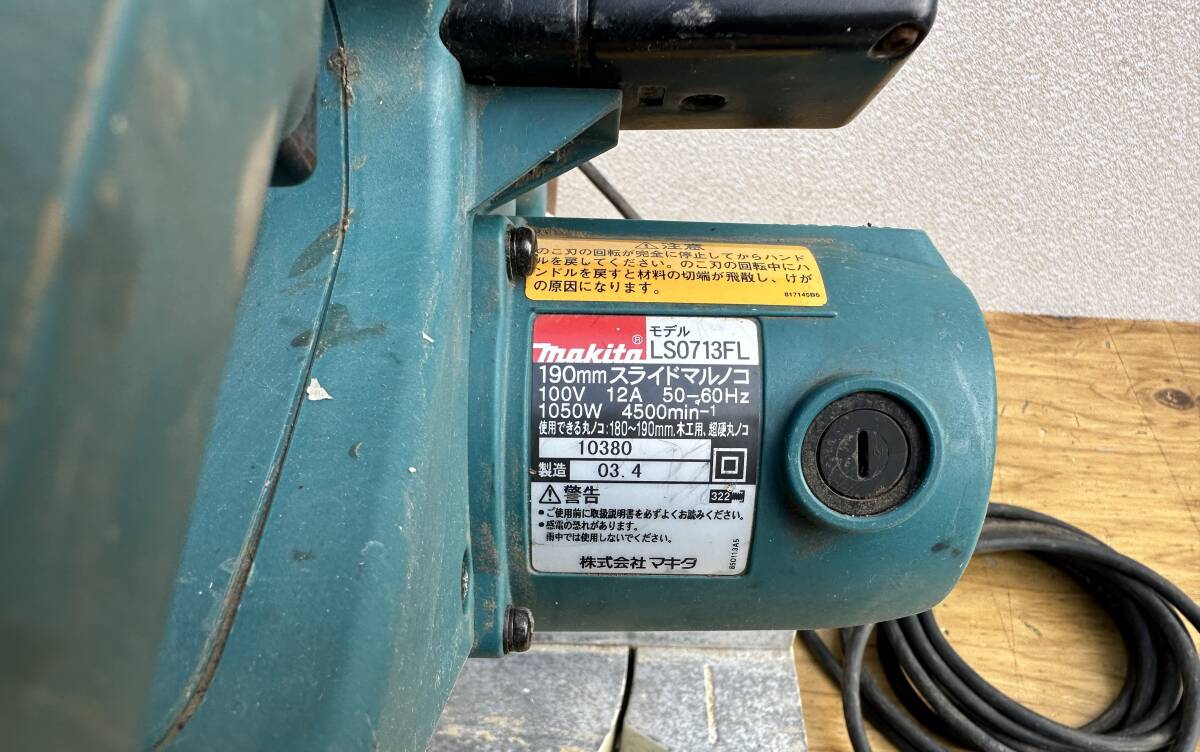 ⚠注意
のこ刃の回転が完全に停止してからハンド
ルを戻してください。のこ刃の回転中にハ
ンドルを戻すと材料の切端が飛散し、けが
の原因になります。
817145B5
makita®
モデル
LS0713FL
190mmスライドマルノコ
100V 12A 50-60Hz
1050W 4500min-1
使用できる丸ノコ:180~190mm.木工用、超硬丸ノコ
10380
製造 03.4
⚠警告
322
●ご使用前に取扱説明書を必ずよくお読みください。
●感電の恐れがあります。
雨中では使用しないでください。
株式会社マキタ
850113A5